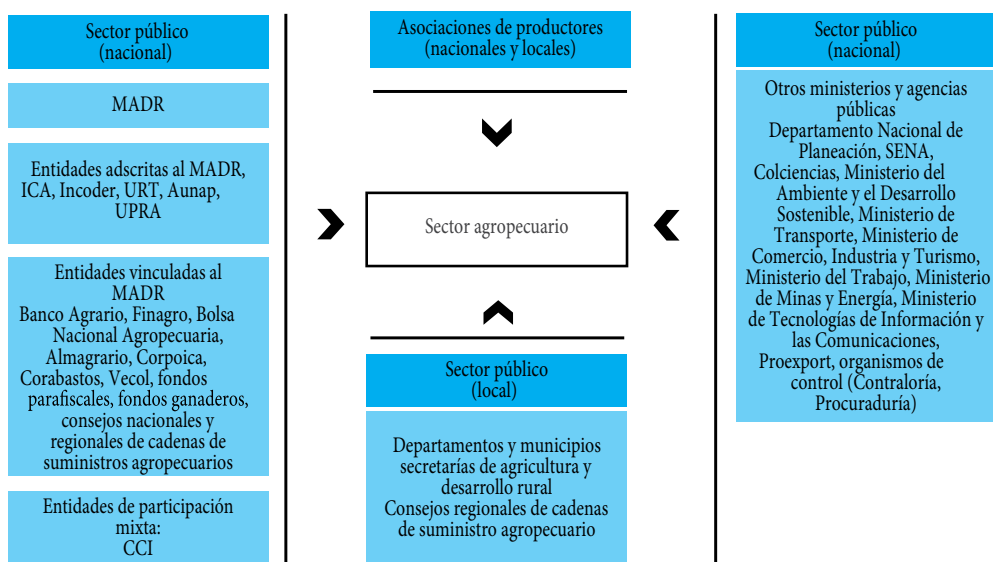 Sector público
(nacional)
MADR
Entidades adscritas al MADR,
ICA, Incoder, URT, Aunap,
UPRA
Entidades vinculadas al
MADR
Banco Agrario, Finagro, Bolsa
Nacional Agropecuaria,
Almagrario, Corpoica,
Corabastos, Vecol, fondos
parafiscales, fondos ganaderos,
consejos nacionales y
regionales de cadenas de
suministros agropecuarios
Entidades de participación
mixta:
CCI
Asociaciones de productores
(nacionales y locales)
Sector agropecuario
Sector público
(local)
Departamentos y municipios
secretarías de agricultura y
desarrollo rural
Consejos regionales de cadenas
de suministro agropecuario
Sector público
(nacional)
Otros ministerios y agencias
públicas
Departamento Nacional de
Planeación, SENA,
Colciencias, Ministerio del
Ambiente y el Desarrollo
Sostenible, Ministerio de
Transporte, Ministerio de
Comercio, Industria y Turismo,
Ministerio del Trabajo, Ministerio
de Minas y Energía, Ministerio
de Tecnologías de Información y
las Comunicaciones,
Proexport, organismos de
control (Contraloría,
Procuraduría)